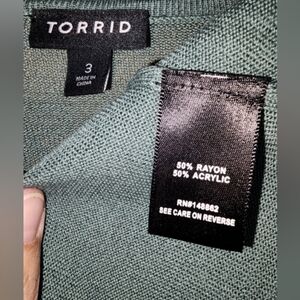 TORRID
3
MADE IN
CHINA
50% RAYON
50% ACRYLIC
RN#148862
SEE CARE ON REVERSE